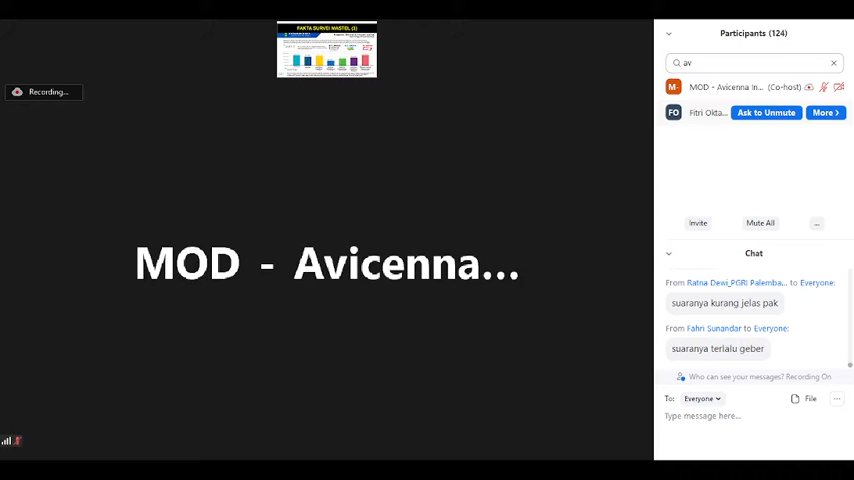 FAKTA SURVEI MASTEL (2)
Recording...
MOD - Avicenna...
Participants (124)
av
M-
MOD - Avicenna In... (Co-host)
FO
Fitri Okta...
Ask to Unmute
More
Invite
Mute All
...
Chat
From Ratna Dewi_PGRI Palemba... to Everyone:
suaranya kurang jelas pak
From Fahri Sunandar to Everyone:
suaranya terlalu geber
Who can see your messages? Recording On
To: Everyone
File
...
Type message here...